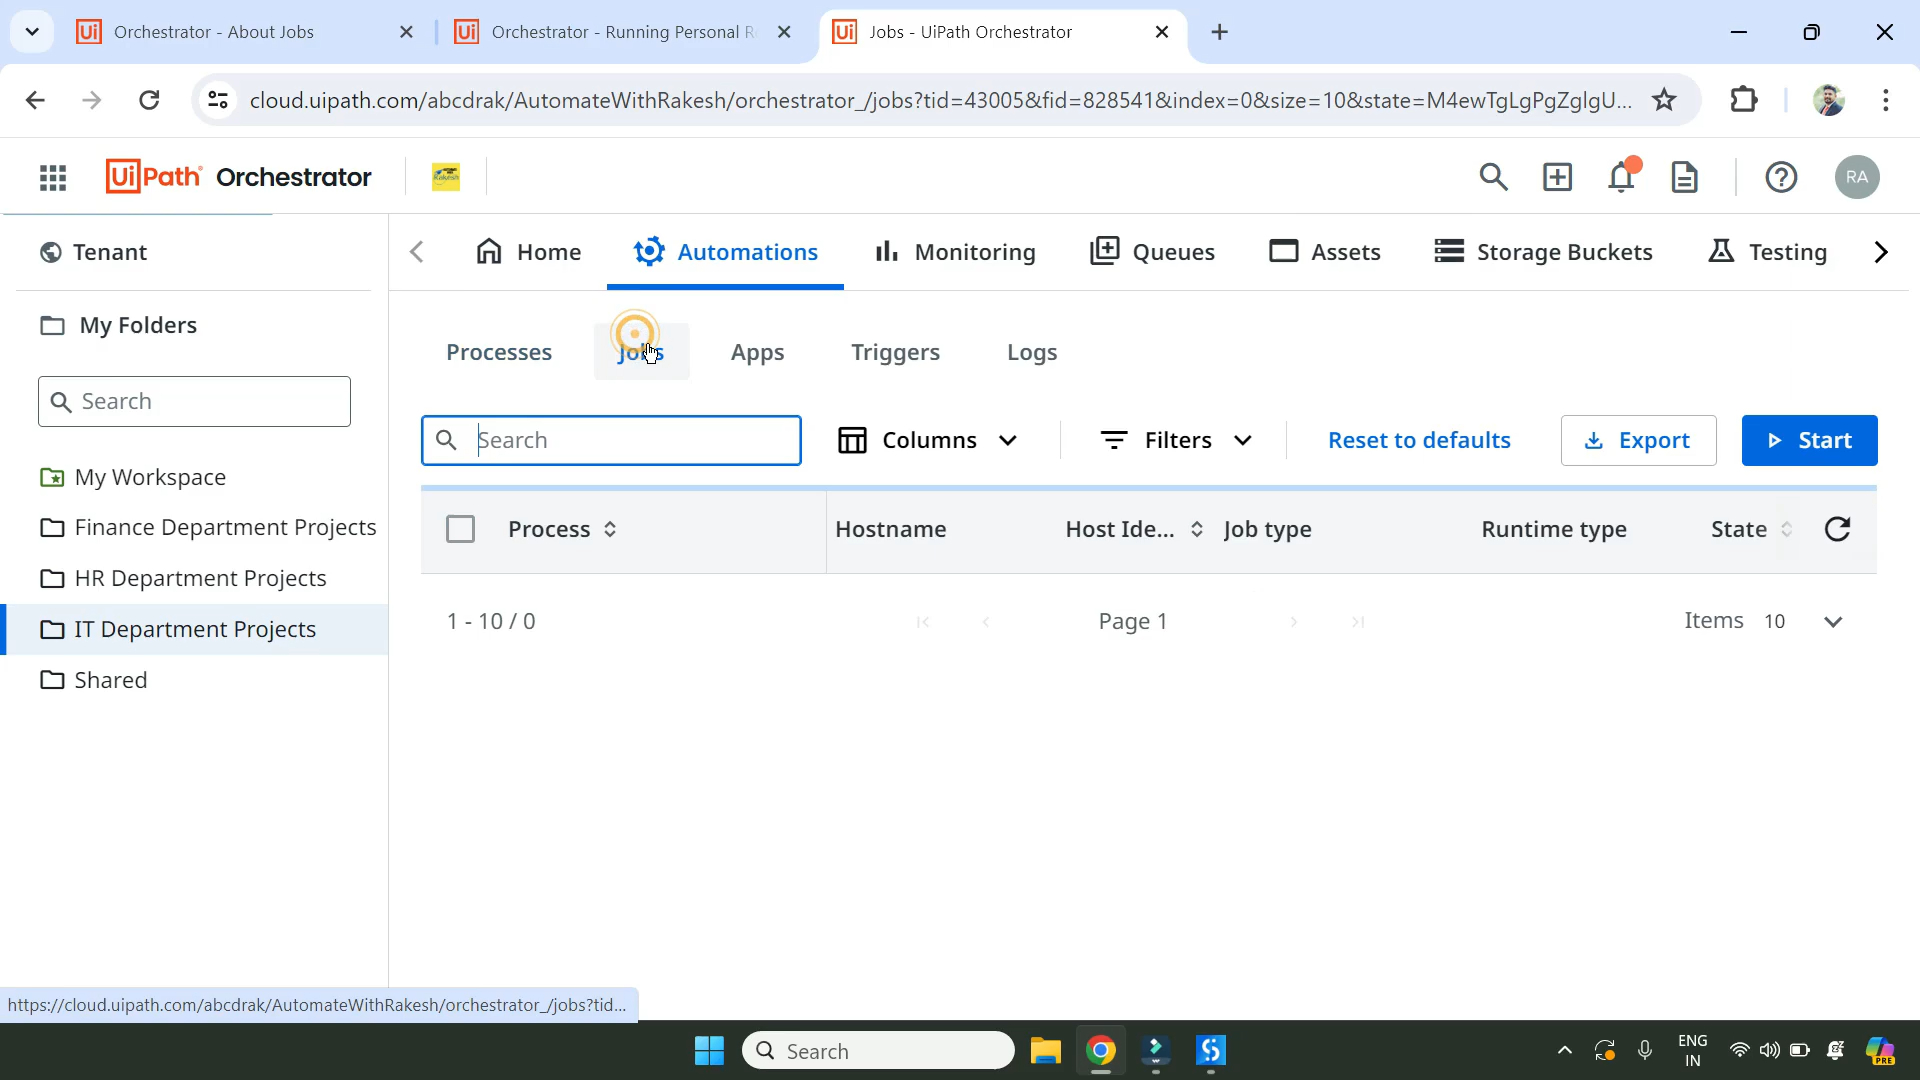 Orchestrator - About Jobs
Orchestrator - Running Personal R
Jobs - UiPath Orchestrator
cloud.uipath.com/abcdrak/AutomateWithRakesh/orchestrator_/jobs?tid=43005&fid=828541&index=0&size=10&state=M4ewTgLgPgZglgU...
UiPath Orchestrator
RA
Tenant
Home
Automations
Monitoring
Queues
Assets
Storage Buckets
Testing
My Folders
Processes
Jobs
Apps
Triggers
Logs
Search
Search
Columns
Filters
Reset to defaults
Export
Start
My Workspace
Finance Department Projects
HR Department Projects
IT Department Projects
Shared
Process
Hostname
Host Ide...
Job type
Runtime type
State
1 - 10 / 0
Page 1
Items 10
https://cloud.uipath.com/abcdrak/AutomateWithRakesh/orchestrator_/jobs?tid...
Search
ENG
IN
PRE